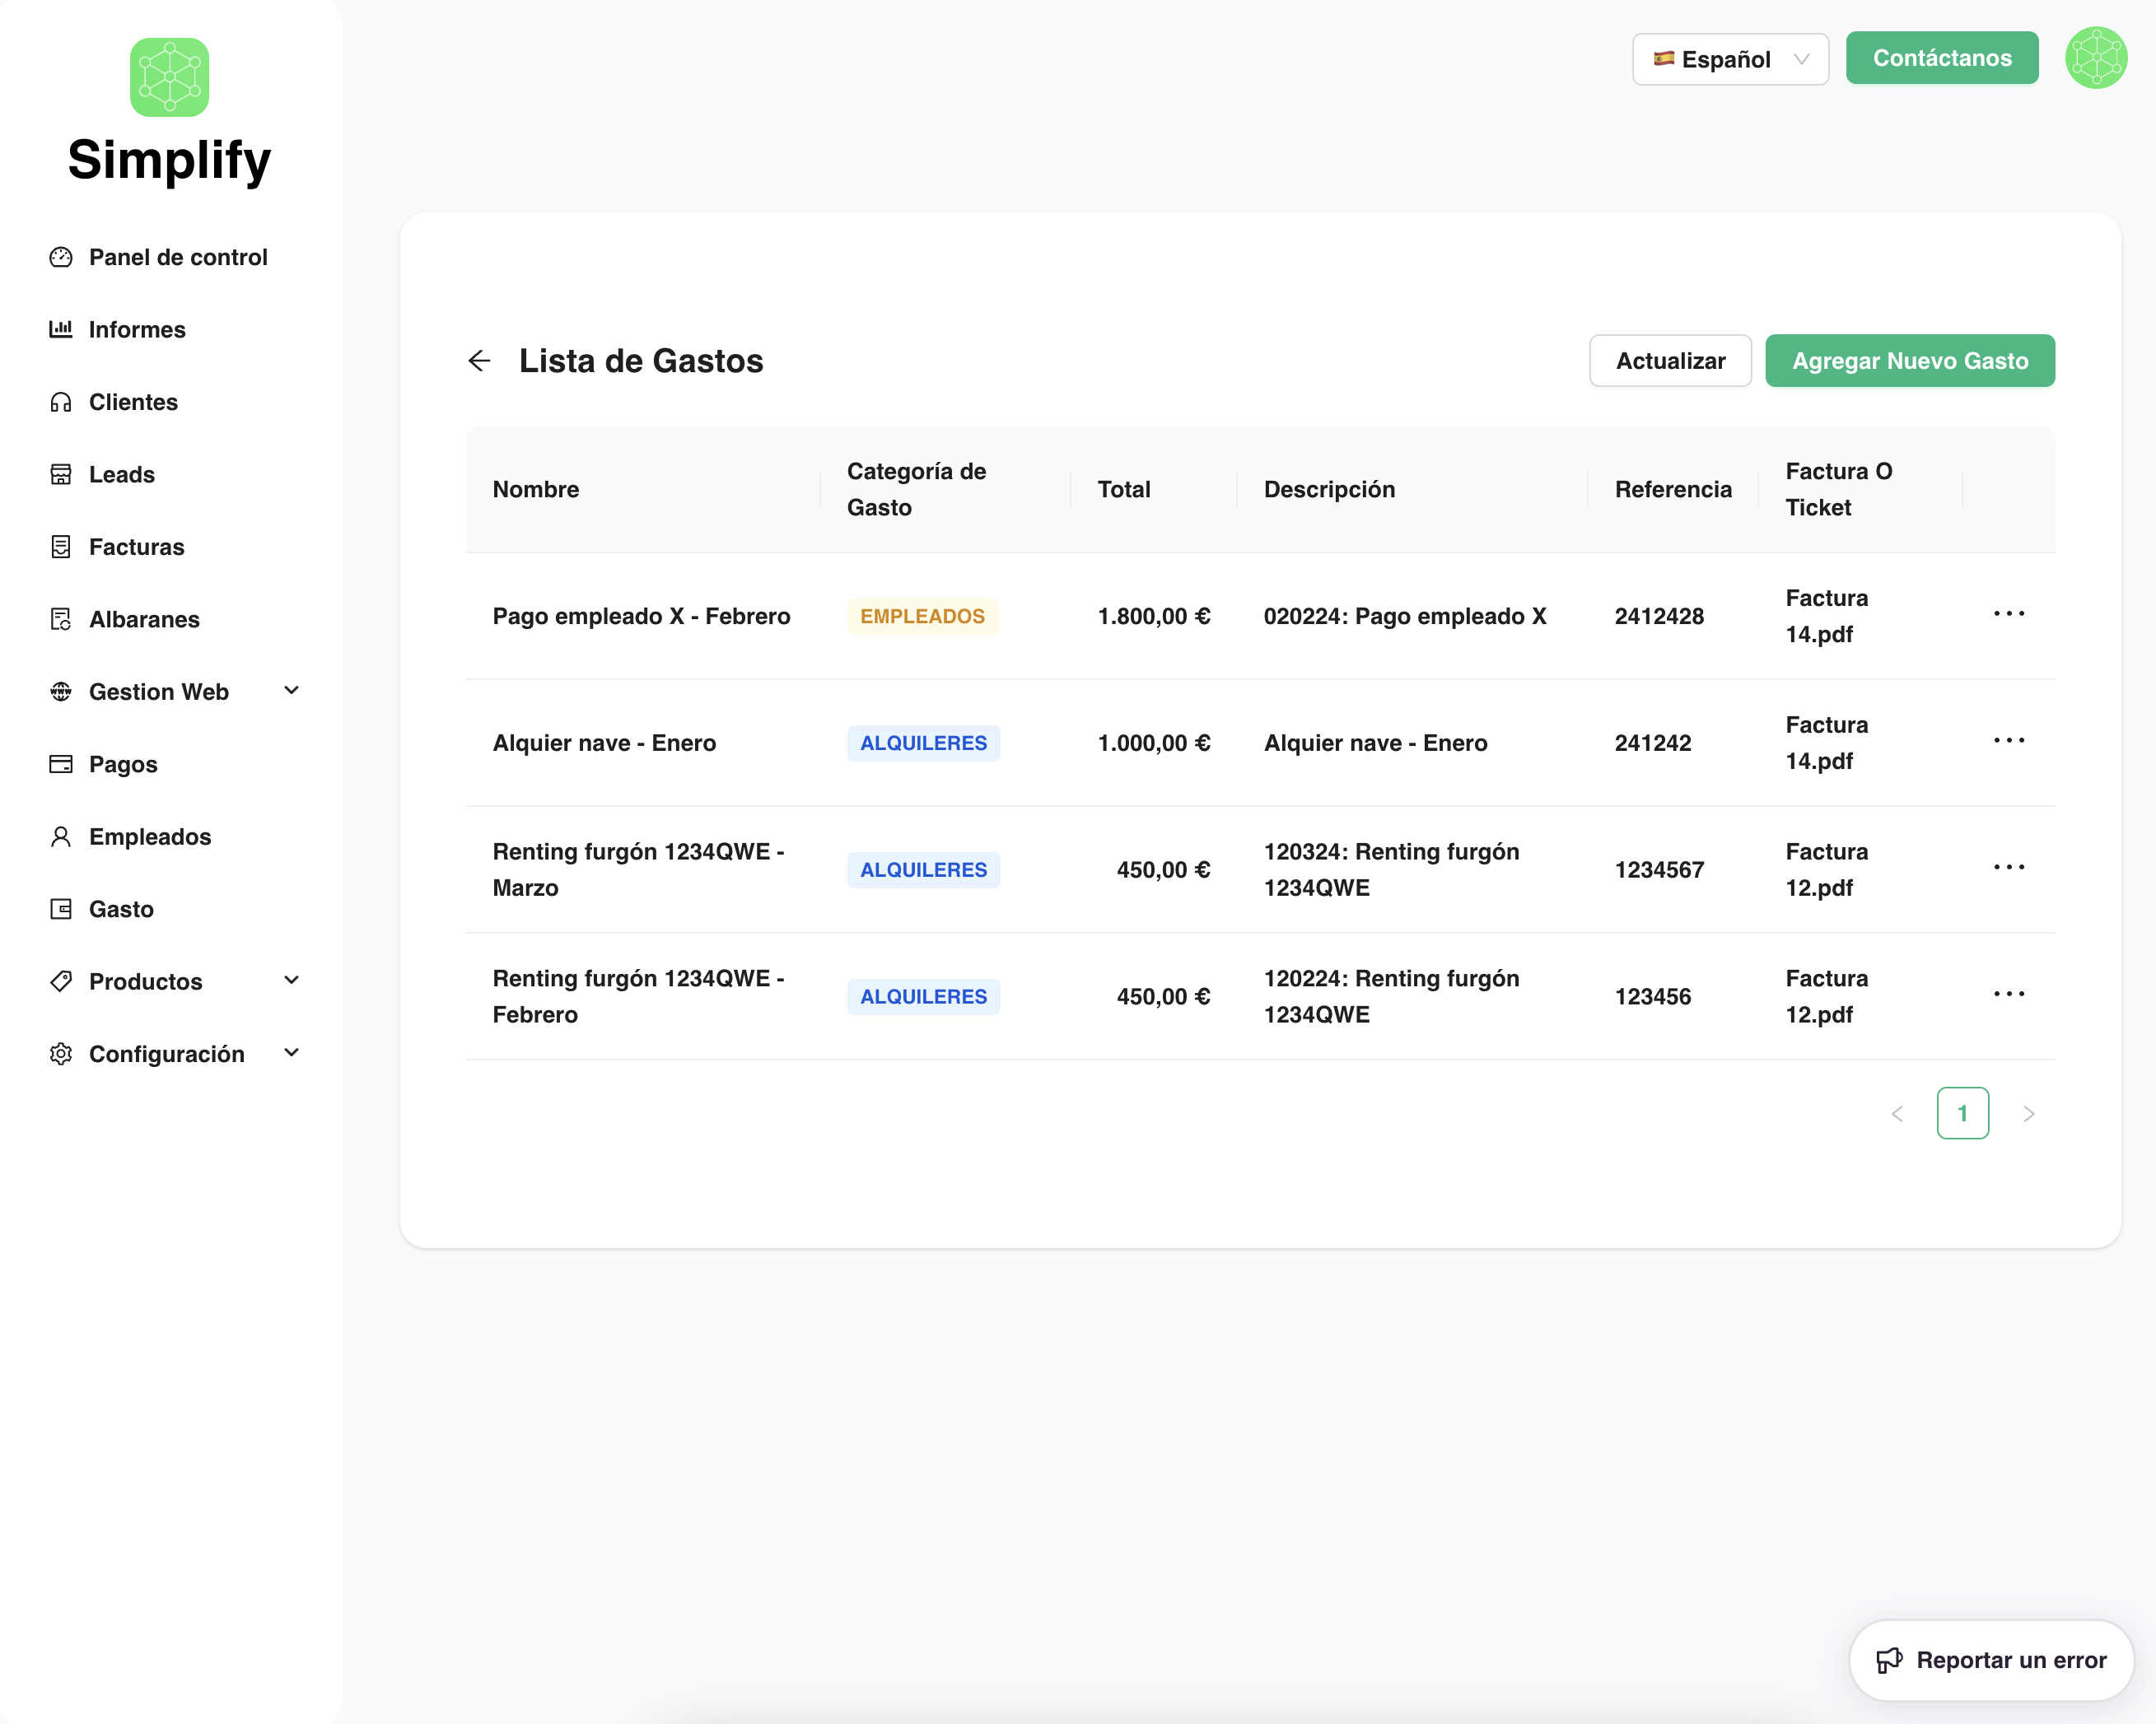 Simplify
Panel de control
Informes
Clientes
Leads
Facturas
Albaranes
Gestion Web
Pagos
Empleados
Gasto
Productos
Configuración
Español
Contáctanos
Lista de Gastos
Actualizar
Agregar Nuevo Gasto
Nombre
Categoría de
Gasto
Total
Descripción
Referencia
Factura O
Ticket
Pago empleado X - Febrero
EMPLEADOS
1.800,00 €
020224: Pago empleado X
2412428
Factura
14.pdf
Alquier nave - Enero
ALQUILERES
1.000,00 €
Alquier nave - Enero
241242
Factura
14.pdf
Renting furgón 1234QWE -
Marzo
ALQUILERES
450,00 €
120324: Renting furgón
1234QWE
1234567
Factura
12.pdf
Renting furgón 1234QWE -
Febrero
ALQUILERES
450,00 €
120224: Renting furgón
1234QWE
123456
Factura
12.pdf
1
Reportar un error